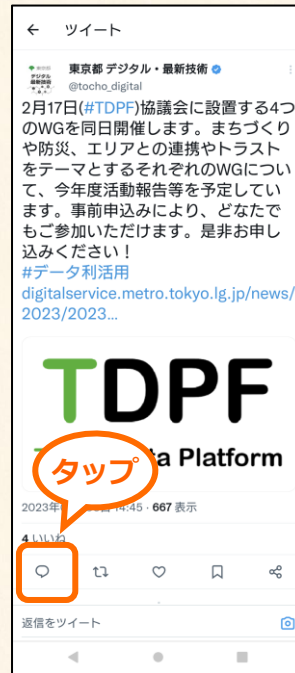 ツイート
東京都 デジタル・最新技術
@tocho_digital
2月17日(#TDPF)協議会に設置する4つ
のWGを同日開催します。まちづくり
や防災、エリアとの連携やトラスト
をテーマとするそれぞれのWGについ
て、今年度活動報告等を予定してい
ます。事前申込みにより、どなたで
もご参加いただけます。是非お申し
込みください！
#データ利活用
digitalservice.metro.tokyo.lg.jp/news/
2023/2023...
TDPF
Platform
タップ
2023年 14:45・667 表示
4 いいね
返信をツイート